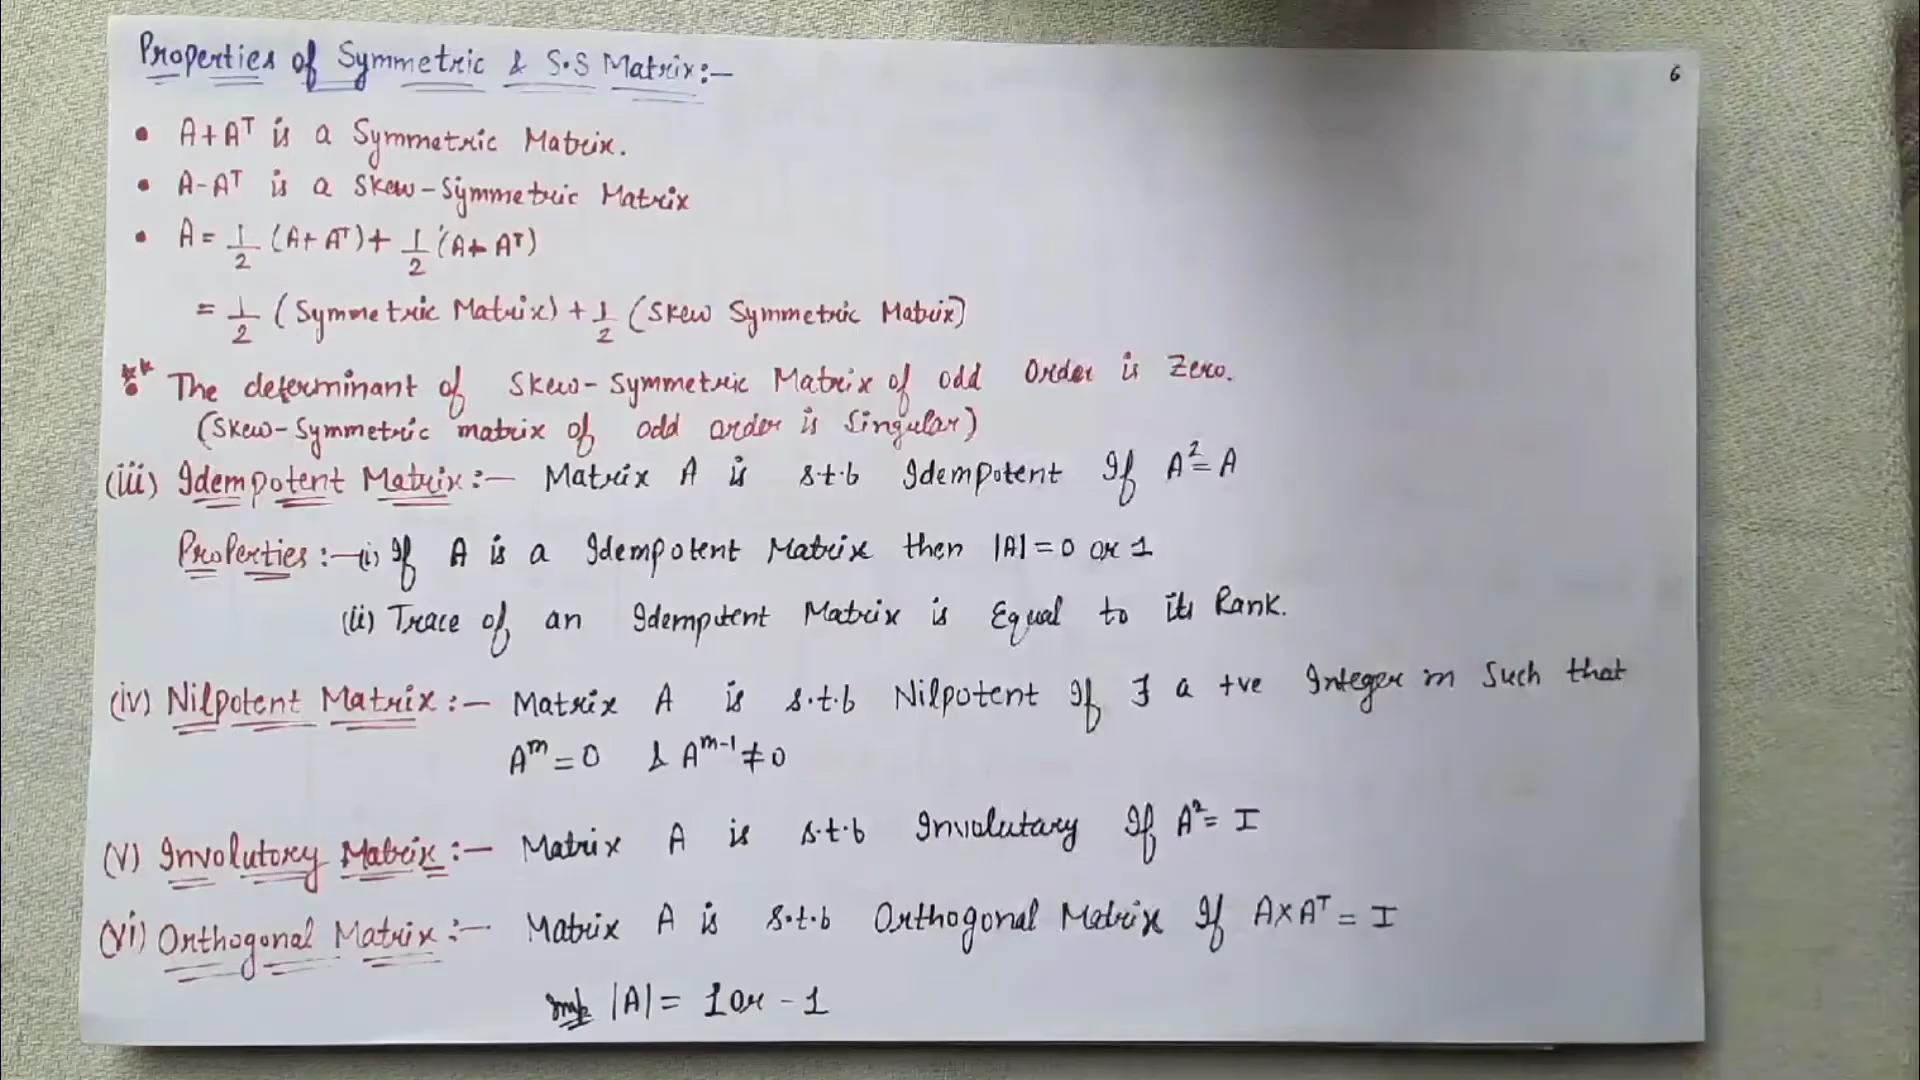 Properties of Symmetric & S.S Matrix:-
6
• A+Aᵀ is a Symmetric Matrix.
• A-Aᵀ is a Skew-Symmetric Matrix
• A = 1/2 (A+Aᵀ) + 1/2 (A+Aᵀ)
= 1/2 (Symmetric Matrix) + 1/2 (Skew Symmetric Matrix)
** • The determinant of Skew-Symmetric Matrix of odd Order is Zero.
(Skew-Symmetric matrix of odd order is Singular)
(iii) Idempotent Matrix:- Matrix A is s.t.b Idempotent If A² = A
Properties:- (i) If A is a Idempotent Matrix then |A| = 0 or 1
(ii) Trace of an Idempotent Matrix is Equal to its Rank.
(iv) Nilpotent Matrix:- Matrix A is s.t.b Nilpotent If ∃ a +ve Integer m Such that
Aᵐ = 0 & Aᵐ⁻¹ ≠ 0
(v) Involutory Matrix:- Matrix A is s.t.b Involutary If A² = I
(vi) Orthogonal Matrix:- Matrix A is s.t.b Orthogonal Matrix If A×Aᵀ = I
Imp |A| = 1 or -1